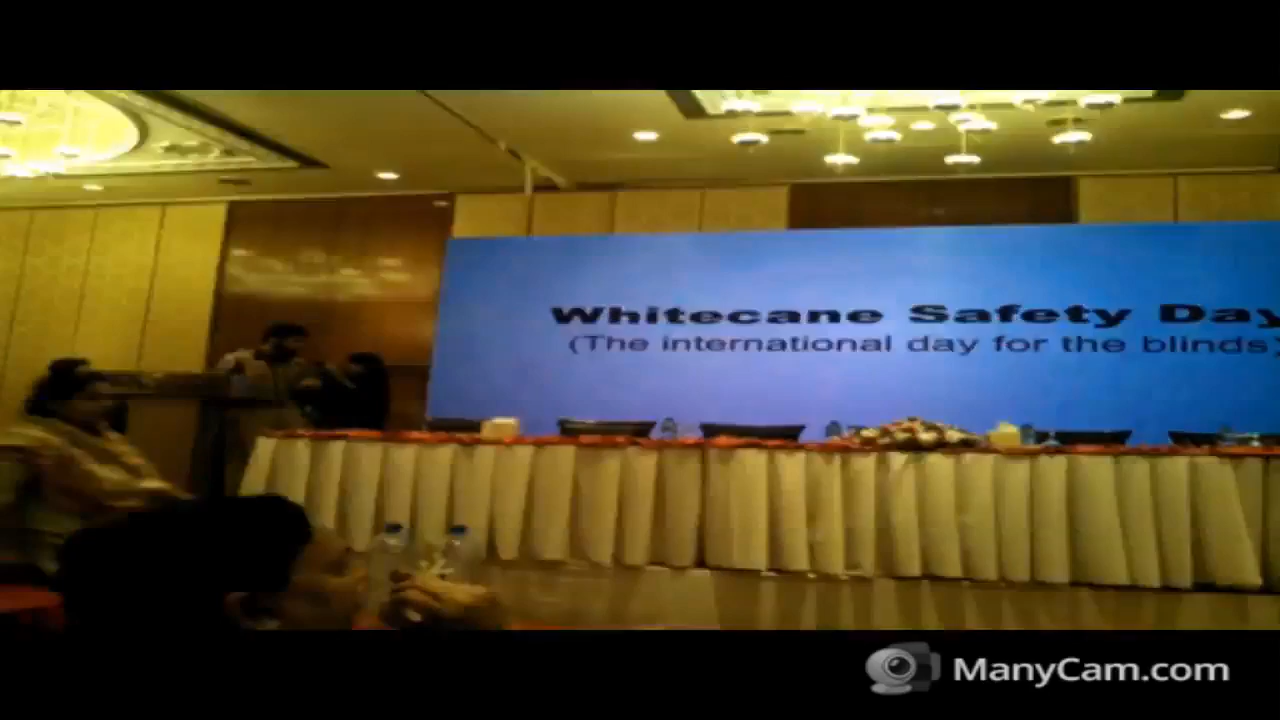 Whitecane Safety Day
(The international day for the blinds)
ManyCam.com